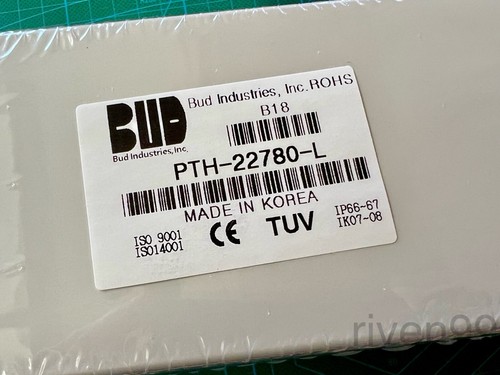 BUD Bud Industries, Inc. ROHS
Bud Industries, Inc.
B18
PTH-22780-L
MADE IN KOREA
ISO 9001
ISO14001
CE TUV
IP66-67
IK07-08